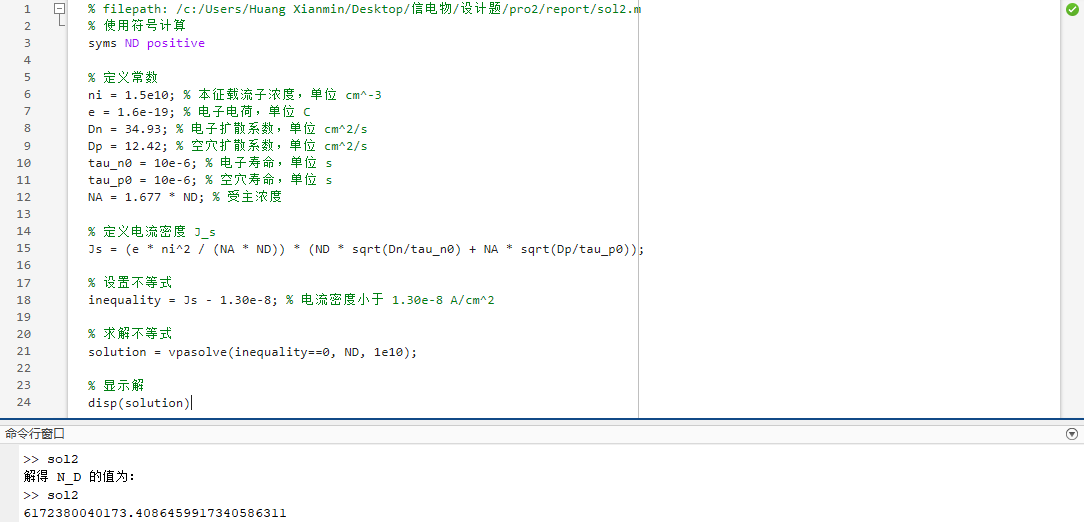 1 % filepath: /c:/Users/Huang Xianmin/Desktop/信电物/设计题/pro2/report/sol2.m
2 % 使用符号计算
3 syms ND positive
4
5 % 定义常数
6 ni = 1.5e10; % 本征载流子浓度，单位 cm^-3
7 e = 1.6e-19; % 电子电荷，单位 C
8 Dn = 34.93; % 电子扩散系数，单位 cm^2/s
9 Dp = 12.42; % 空穴扩散系数，单位 cm^2/s
10 tau_n0 = 10e-6; % 电子寿命，单位 s
11 tau_p0 = 10e-6; % 空穴寿命，单位 s
12 NA = 1.677 * ND; % 受主浓度
13
14 % 定义电流密度 J_s
15 Js = (e * ni^2 / (NA * ND)) * (ND * sqrt(Dn/tau_n0) + NA * sqrt(Dp/tau_p0));
16
17 % 设置不等式
18 inequality = Js - 1.30e-8; % 电流密度小于 1.30e-8 A/cm^2
19
20 % 求解不等式
21 solution = vpasolve(inequality==0, ND, 1e10);
22
23 % 显示解
24 disp(solution)
命令行窗口
>> sol2
解得 N_D 的值为：
>> sol2
6172380040173.4086459917340586311